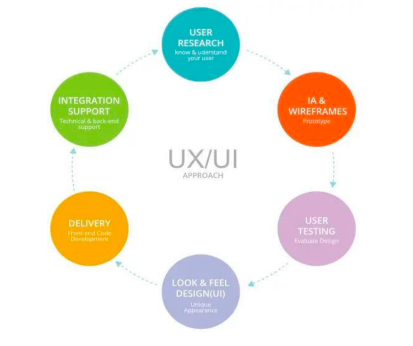 USER
RESEARCH
know & uderstand
your user
IA &
WIREFRAMES
Prototype
USER
TESTING
Evaluate Design
LOOK & FEEL
DESIGN(UI)
Unique
Appearance
DELIVERY
Front-end Code
Development
INTEGRATION
SUPPORT
Technical & back-end
support
UX/UI
APPROACH